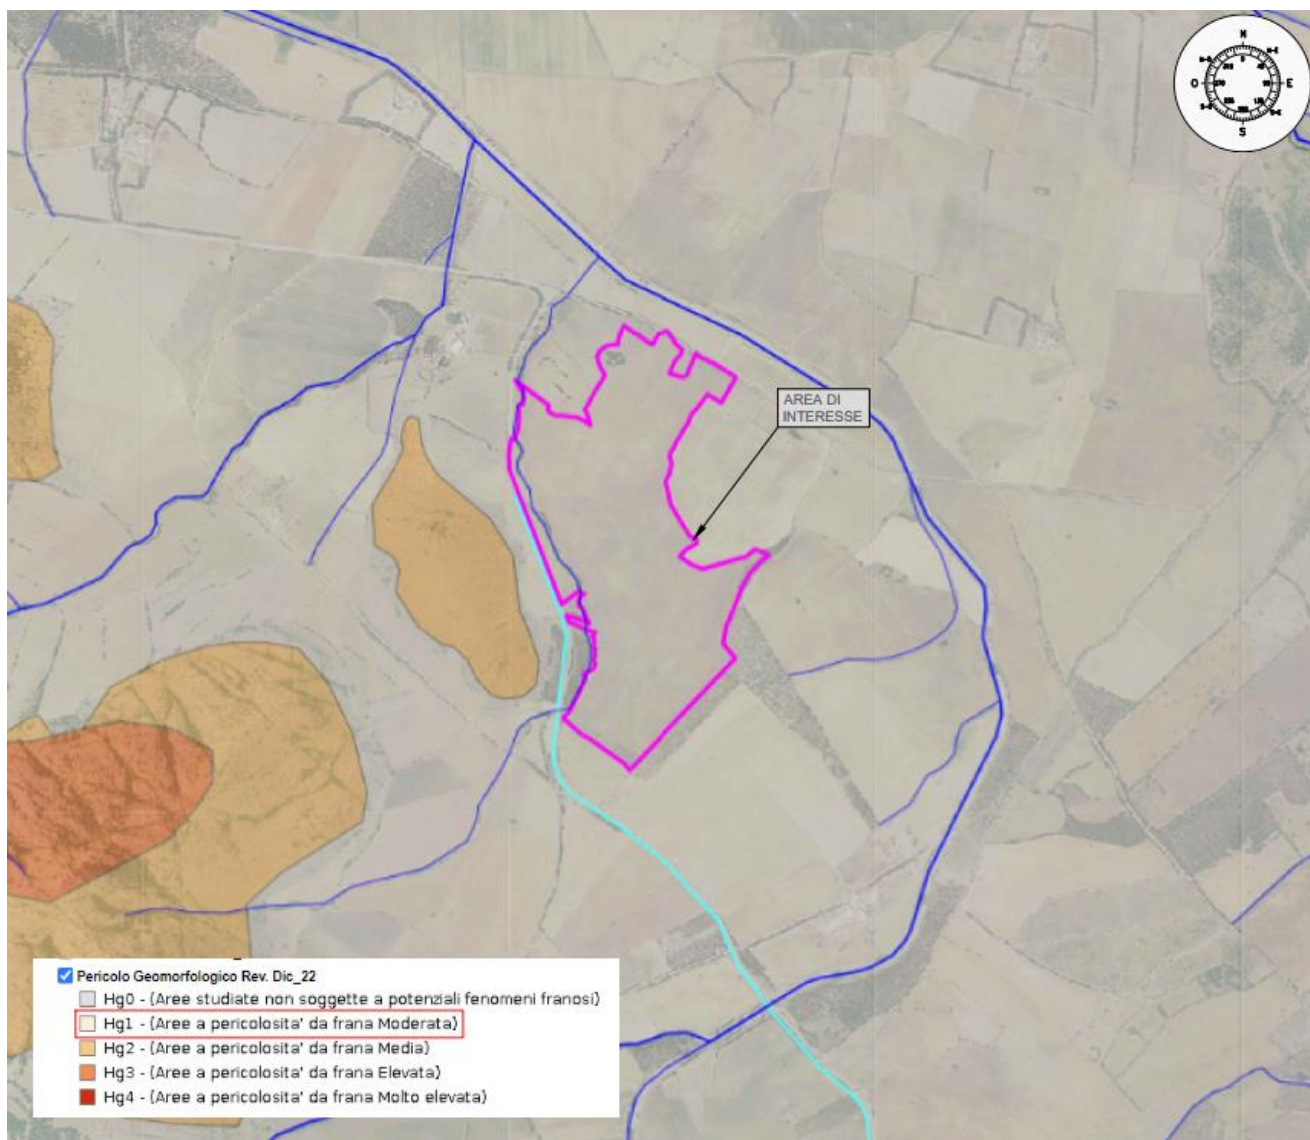 N
O
E
S
AREA DI
INTERESSE
Pericolo Geomorfologico Rev. Dic_22
Hg0 - (Aree studiate non soggette a potenziali fenomeni franosi)
Hg1 - (Aree a pericolosita' da frana Moderata)
Hg2 - (Aree a pericolosita' da frana Media)
Hg3 - (Aree a pericolosita' da frana Elevata)
Hg4 - (Aree a pericolosita' da frana Molto elevata)